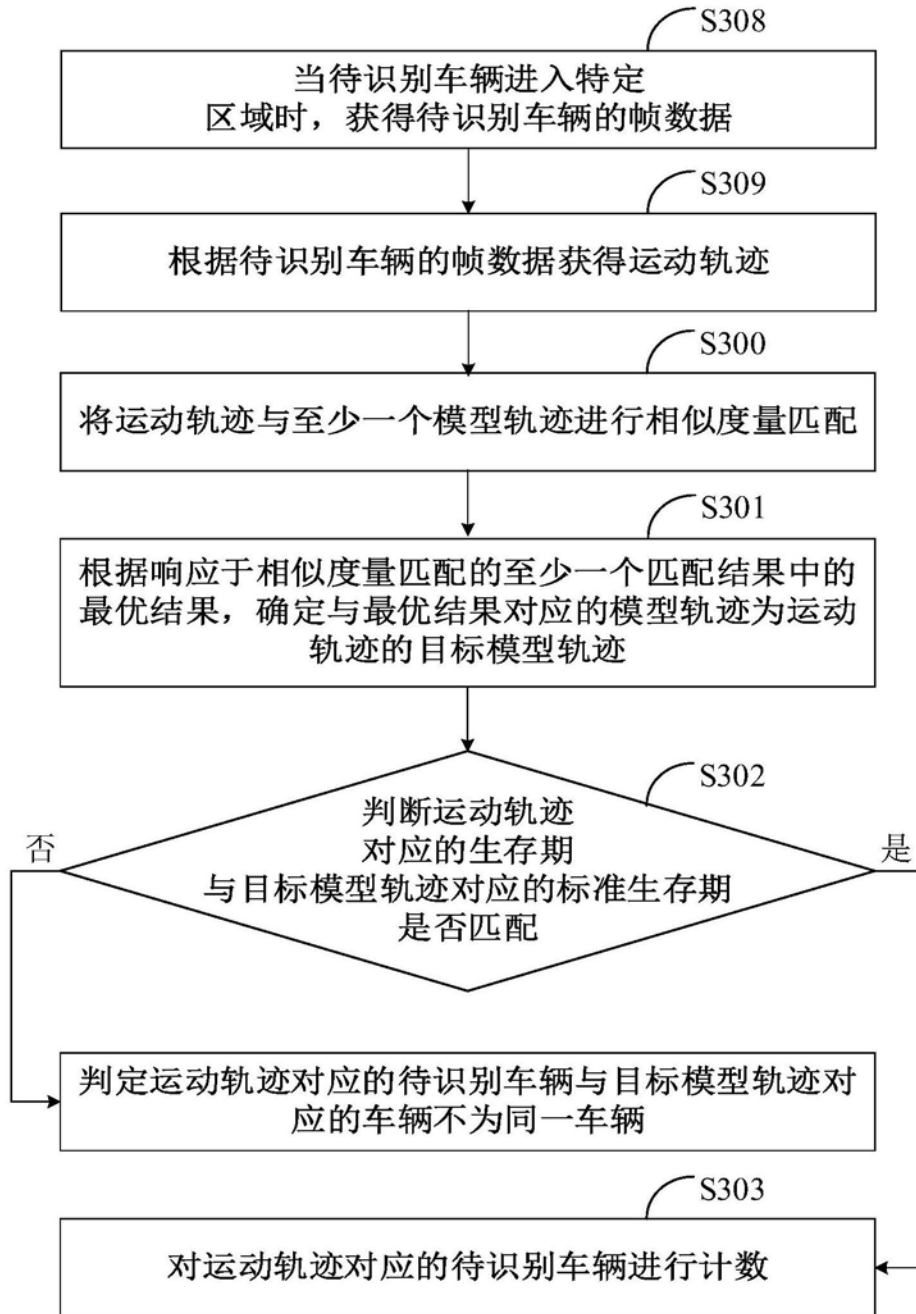 S308
当待识别车辆进入特定
区域时，获得待识别车辆的帧数据
S309
根据待识别车辆的帧数据获得运动轨迹
S300
将运动轨迹与至少一个模型轨迹进行相似度量匹配
S301
根据响应于相似度量匹配的至少一个匹配结果中的
最优结果，确定与最优结果对应的模型轨迹为运动
轨迹的目标模型轨迹
S302
判断运动轨迹
对应的生存期
与目标模型轨迹对应的标准生存期
是否匹配
否
是
判定运动轨迹对应的待识别车辆与目标模型轨迹对
应的车辆不为同一车辆
S303
对运动轨迹对应的待识别车辆进行计数